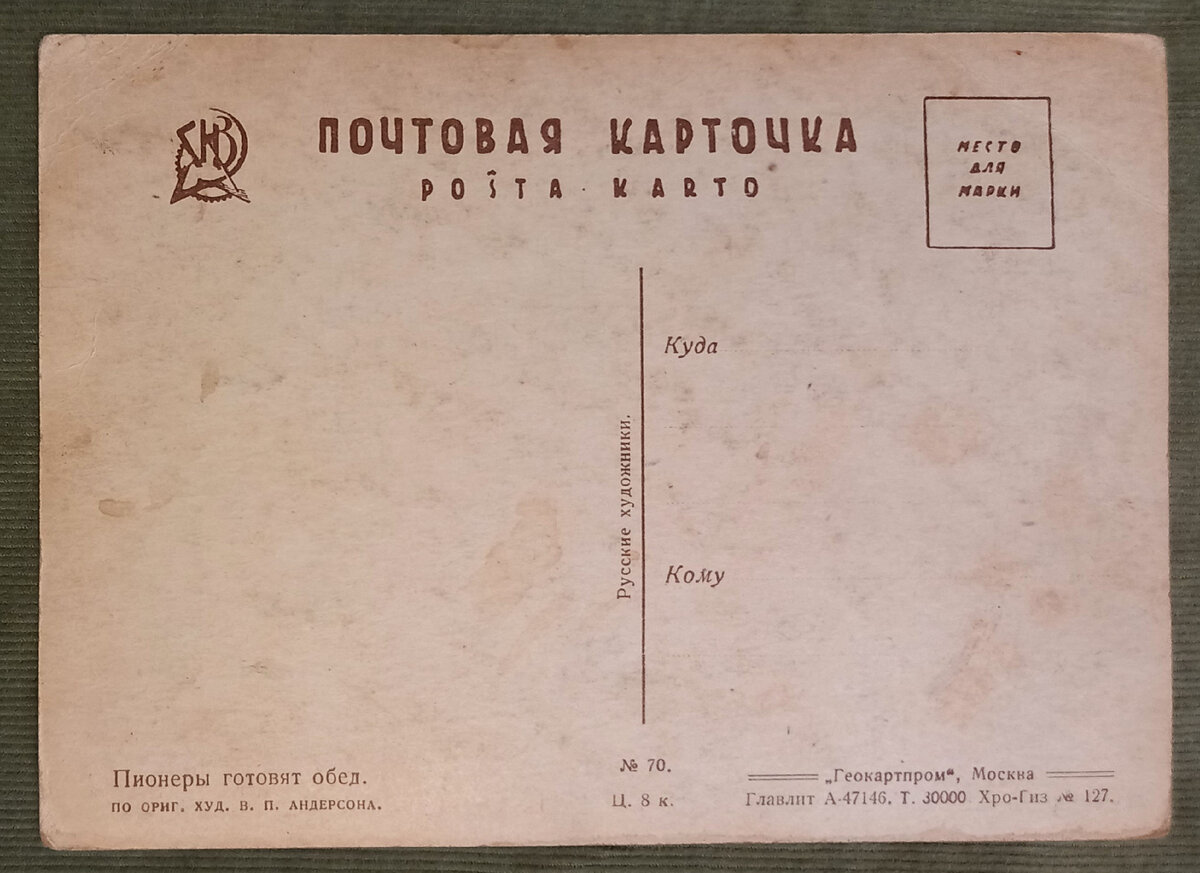 ПОЧТОВАЯ КАРТОЧКА
POŜTA KARTO
МЕСТО
ДЛЯ
МАРКИ
Куда
Русские художники.
Кому
Пионеры готовят обед.
ПО ОРИГ. ХУД. В. П. АНДЕРСОНА.
№ 70.
Ц. 8 к.
„Геокартпром“, Москва
Главлит А-47146. Т. 30000 Хро-Гиз № 127.